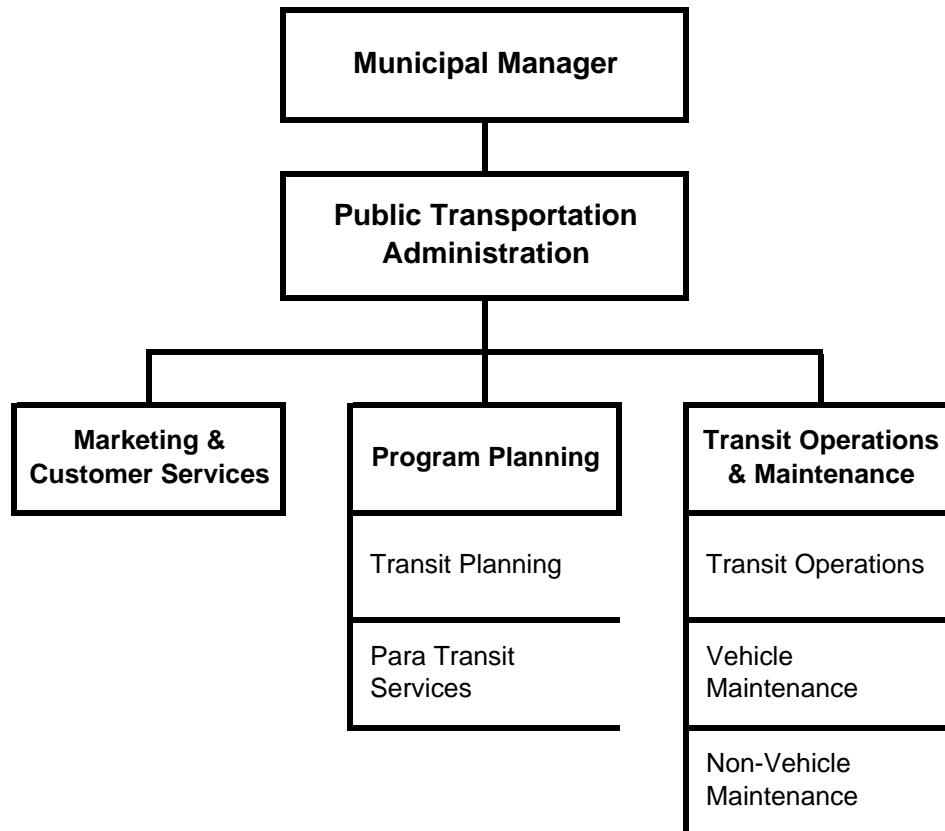 Municipal Manager
Public Transportation
Administration
Marketing &
Customer Services
Program Planning
Transit Planning
Para Transit
Services
Transit Operations
& Maintenance
Transit Operations
Vehicle
Maintenance
Non-Vehicle
Maintenance